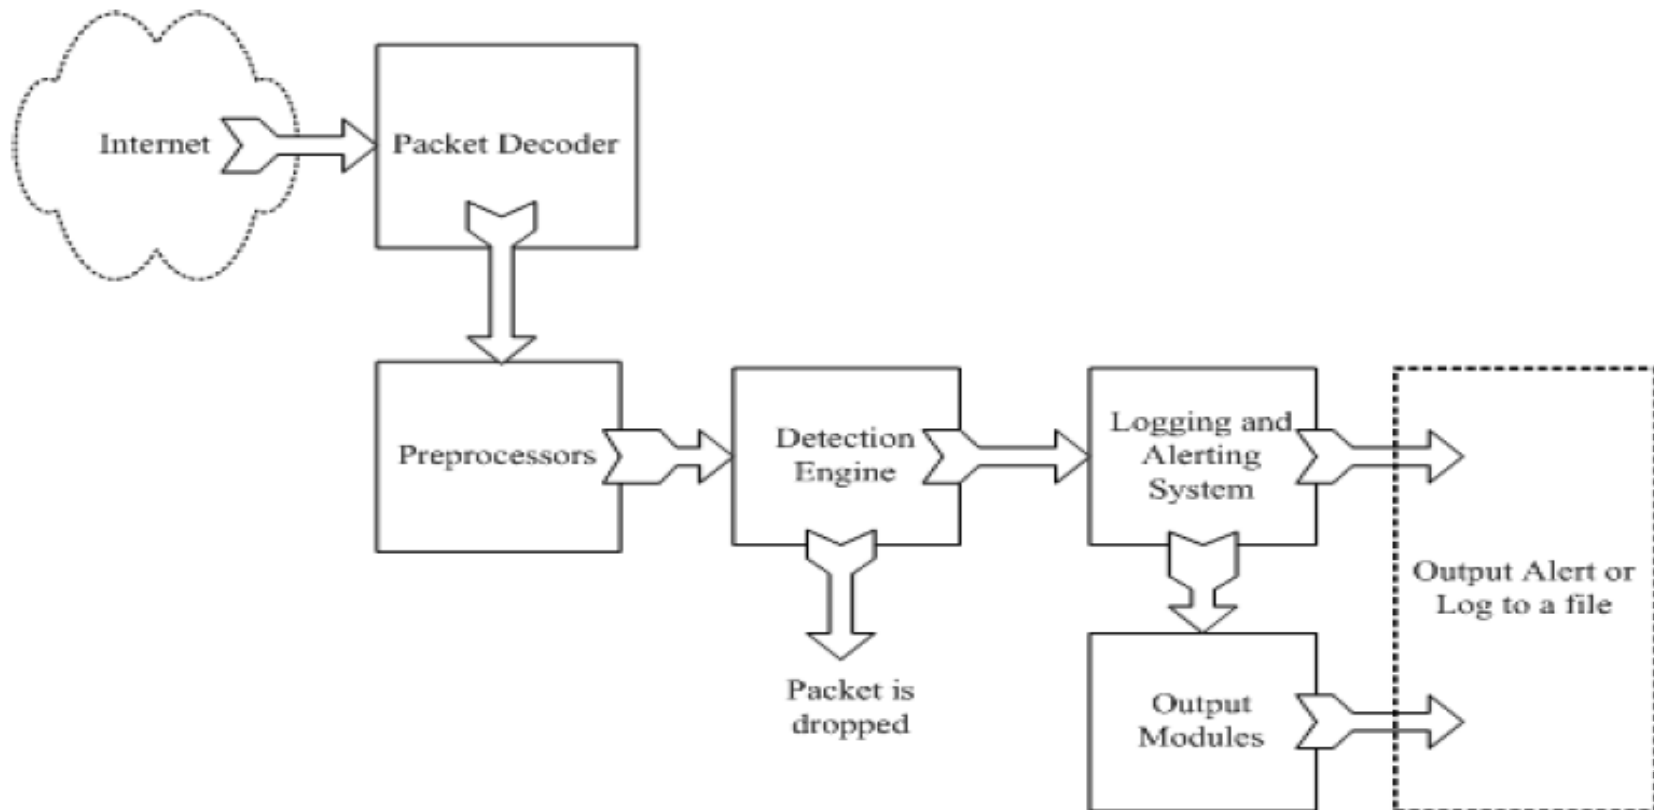 Internet
Packet Decoder
Preprocessors
Detection
Engine
Logging and
Alerting
System
Output Alert or
Log to a file
Packet is
dropped
Output
Modules